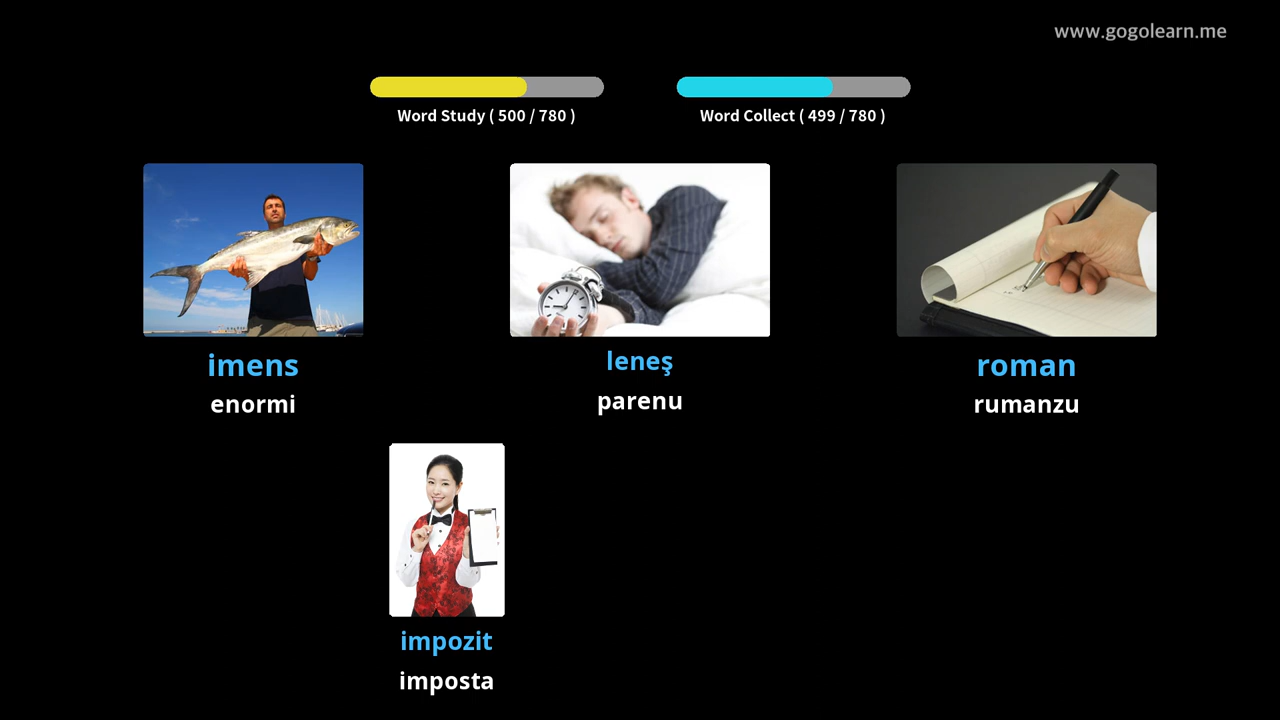 www.gogolearn.me
Word Study ( 500 / 780 )
Word Collect ( 499 / 780 )
imens
enormi
leneş
parenu
roman
rumanzu
impozit
imposta